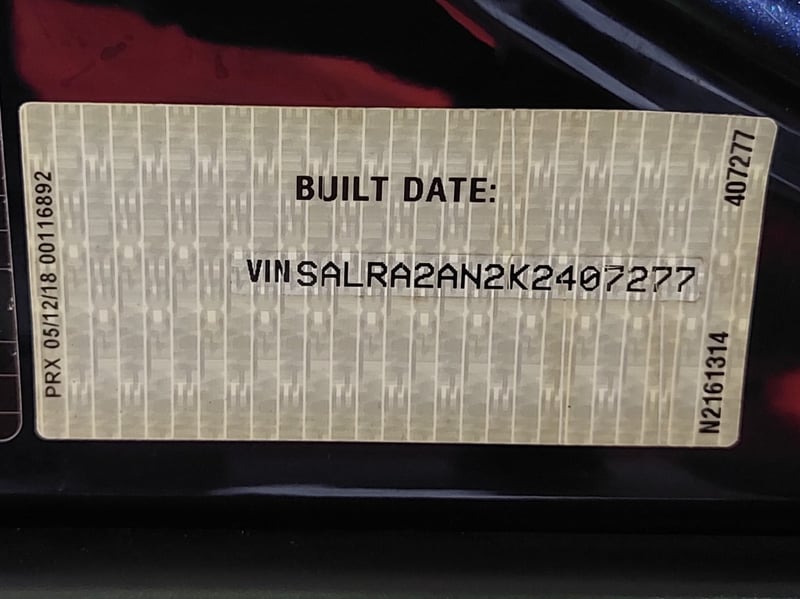 BUILT DATE:
VIN SALRA2AN2K2407277
PRX 05/12/18 00116892
407277
N2161314